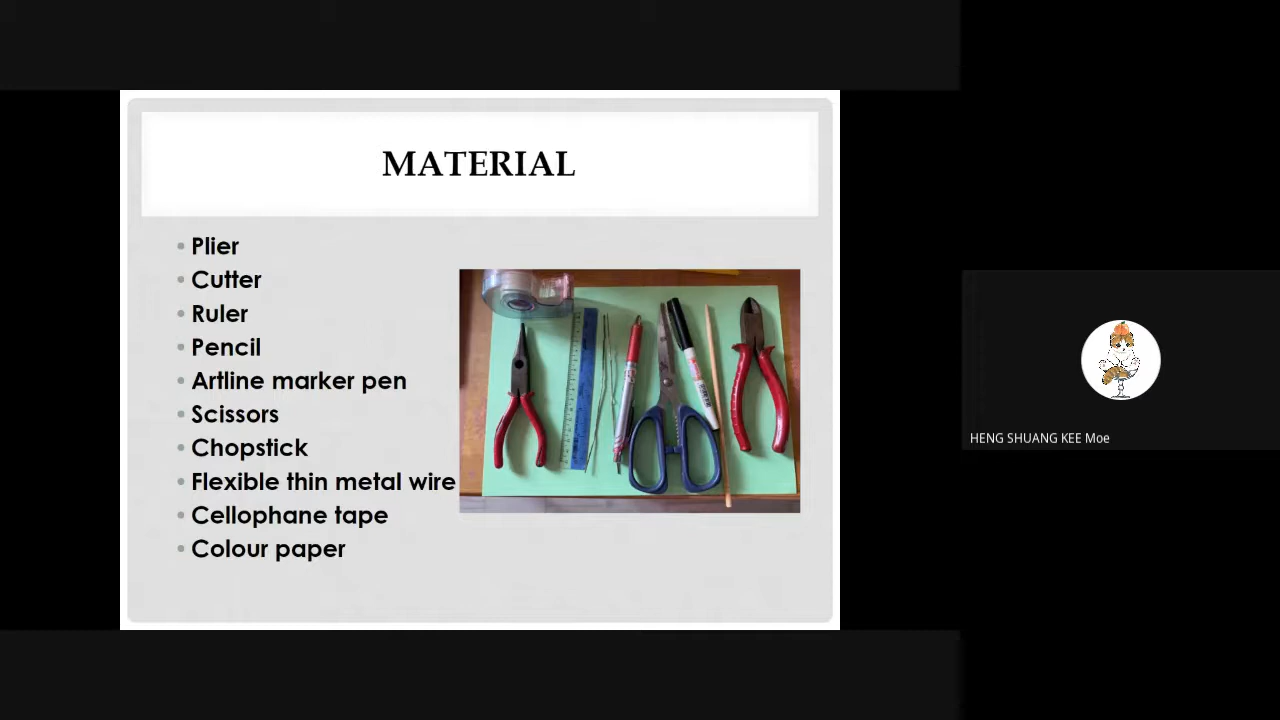 MATERIAL
• Plier
• Cutter
• Ruler
• Pencil
• Artline marker pen
• Scissors
• Chopstick
• Flexible thin metal wire
• Cellophane tape
• Colour paper
HENG SHUANG KEE Moe